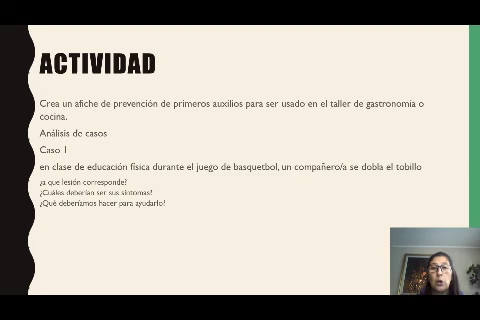 ACTIVIDAD
Crea un afiche de prevención de primeros auxilios para ser usado en el taller de gastronomía o
cocina.
Análisis de casos
Caso 1
en clase de educación física durante el juego de basquetbol, un compañero/a se dobla el tobillo
¿a que lesión corresponde?
¿Cuáles deberían ser sus síntomas?
¿Qué deberíamos hacer para ayudarlo?